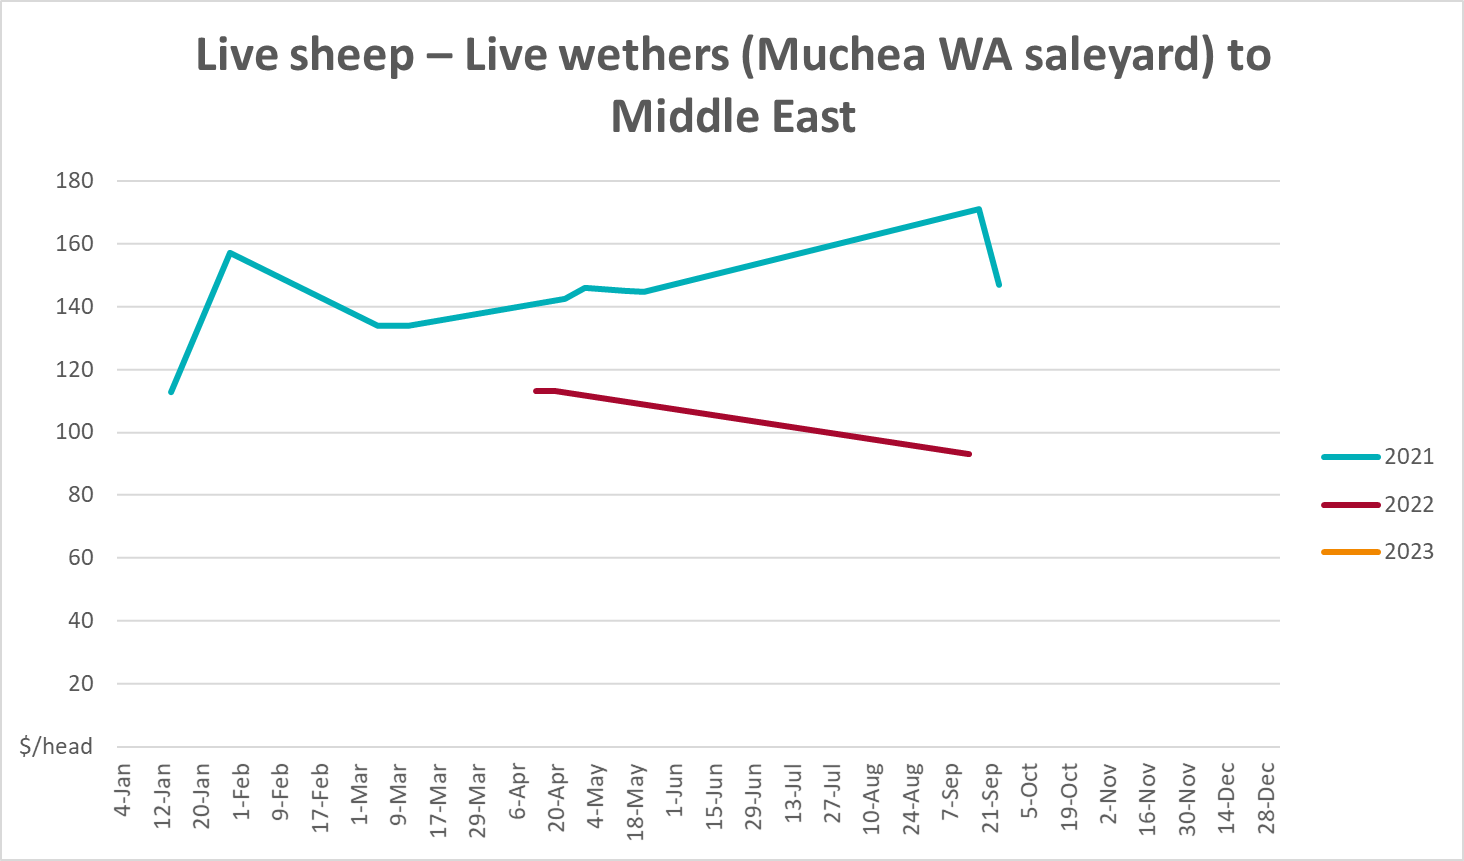 Live sheep – Live wethers (Muchea WA saleyard) to
Middle East
180
160
140
120
100
80
60
40
20
$/head
4-Jan
12-Jan
20-Jan
1-Feb
9-Feb
17-Feb
1-Mar
9-Mar
17-Mar
29-Mar
6-Apr
20-Apr
4-May
18-May
1-Jun
15-Jun
29-Jun
13-Jul
27-Jul
10-Aug
24-Aug
7-Sep
21-Sep
5-Oct
19-Oct
2-Nov
16-Nov
30-Nov
14-Dec
28-Dec
2021
2022
2023